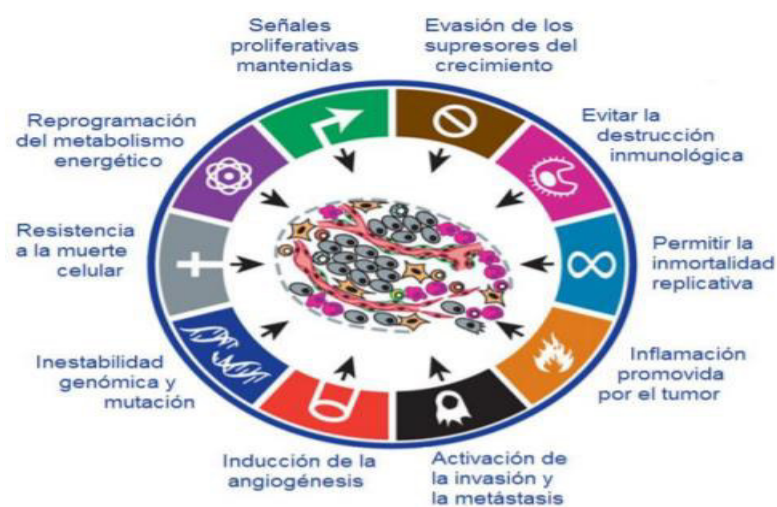 Señales
proliferativas
mantenidas
Evasión de los
supresores del
crecimiento
Reprogramación
del metabolismo
energético
Evitar la
destrucción
inmunológica
Resistencia
a la muerte
celular
Permitir la
inmortalidad
replicativa
Inestabilidad
genómica y
mutación
Inflamación
promovida
por el tumor
Inducción de la
angiogénesis
Activación de
la invasión y
la metástasis